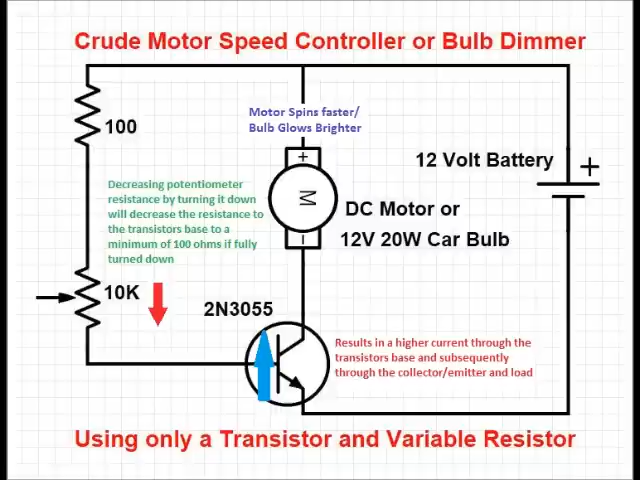 Crude Motor Speed Controller or Bulb Dimmer
Motor Spins faster/
Bulb Glows Brighter
100
12 Volt Battery
+
+
Decreasing potentiometer
resistance by turning it down
will decrease the resistance to
the transistors base to a
minimum of 100 ohms if fully
turned down
M
DC Motor or
12V 20W Car Bulb
−
10K
2N3055
Results in a higher current through the
transistors base and subsequently
through the collector/emitter and load
Using only a Transistor and Variable Resistor